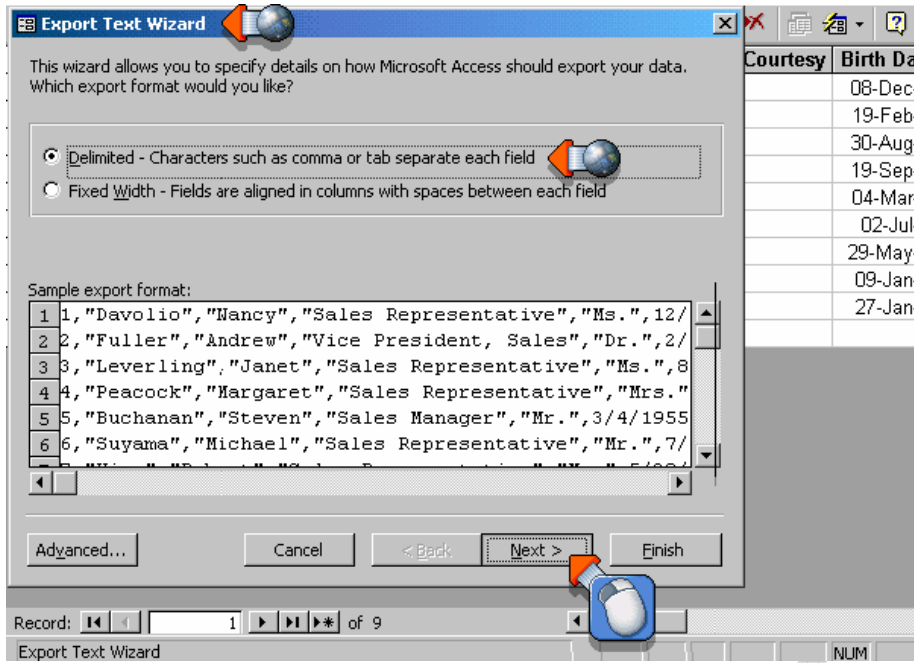 Export Text Wizard
This wizard allows you to specify details on how Microsoft Access should export your data.
Which export format would you like?
Delimited - Characters such as comma or tab separate each field
Fixed Width - Fields are aligned in columns with spaces between each field
Sample export format:
1 1,"Davolio","Nancy","Sales Representative","Ms.",12/
2 2,"Fuller","Andrew","Vice President, Sales","Dr.",2/
3 3,"Leverling","Janet","Sales Representative","Ms.",8
4 4,"Peacock","Margaret","Sales Representative","Mrs."
5 5,"Buchanan","Steven","Sales Manager","Mr.",3/4/1955
6 6,"Suyama","Michael","Sales Representative","Mr.",7/
Advanced...
Cancel
< Back
Next >
Finish
Courtesy
Birth Da
08-Dec-
19-Feb-
30-Aug-
19-Sep-
04-Mar-
02-Jul-
29-May-
09-Jan-
27-Jan-
Record: 1 of 9
Export Text Wizard
NUM